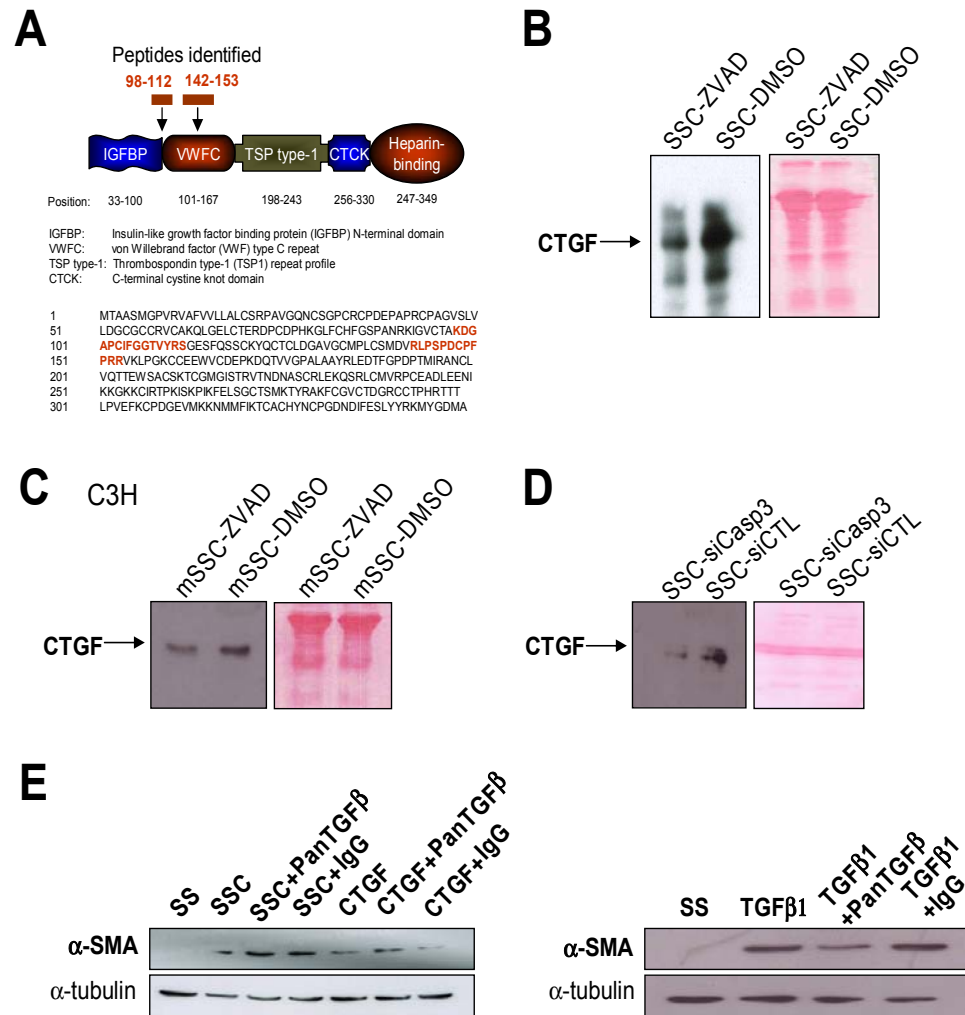 A
Peptides identified
98-112 142-153
IGFBP VWFC TSP type-1 CTCK Heparin-
binding
Position: 33-100 101-167 198-243 256-330 247-349
IGFBP: Insulin-like growth factor binding protein (IGFBP) N-terminal domain
VWFC: von Willebrand factor (VWF) type C repeat
TSP type-1: Thrombospondin type-1 (TSP1) repeat profile
CTCK: C-terminal cystine knot domain
1 MTAASMGPVRVAFVVLLALCSRPAVGQNCSGPCRCPDEPAPRCPAGVSLV
51 LDGCGCCRVCAKQLGELCTERDPCDPHKGLFCHFGSPANRKIGVCTAKDG
101 APCIFGGTVYRSGESFQSSCKYQCTCLDGAVGCMPLCSMDVRLPSPDCPF
151 PRRVKLPGKCCEEWVCDEPKDQTVVGPALAAYRLEDTFGPDPTMIRANCL
201 VQTTEWSACSKTCGMGISTRVTNDNASCRLEKQSRLCMVRPCEADLEENI
251 KKGKKCIRTPKISKPIKFELSGCTSMKTYRAKFCGVCTDGRCCTPHRTTT
301 LPVEFKCPDGEVMKKNMMFIKTCACHYNCPGDNDIFESLYYRKMYGDMA
B
SSC-ZVAD SSC-DMSO SSC-ZVAD SSC-DMSO
CTGF
C C3H
mSSC-ZVAD mSSC-DMSO mSSC-ZVAD mSSC-DMSO
CTGF
D
SSC-siCasp3 SSC-siCTL SSC-siCasp3 SSC-siCTL
CTGF
E
SS SSC SSC+PanTGFβ SSC+IgG CTGF CTGF+PanTGFβ CTGF+IgG
α-SMA
α-tubulin
SS TGFβ1 TGFβ1 +PanTGFβ TGFβ1 +IgG
α-SMA
α-tubulin